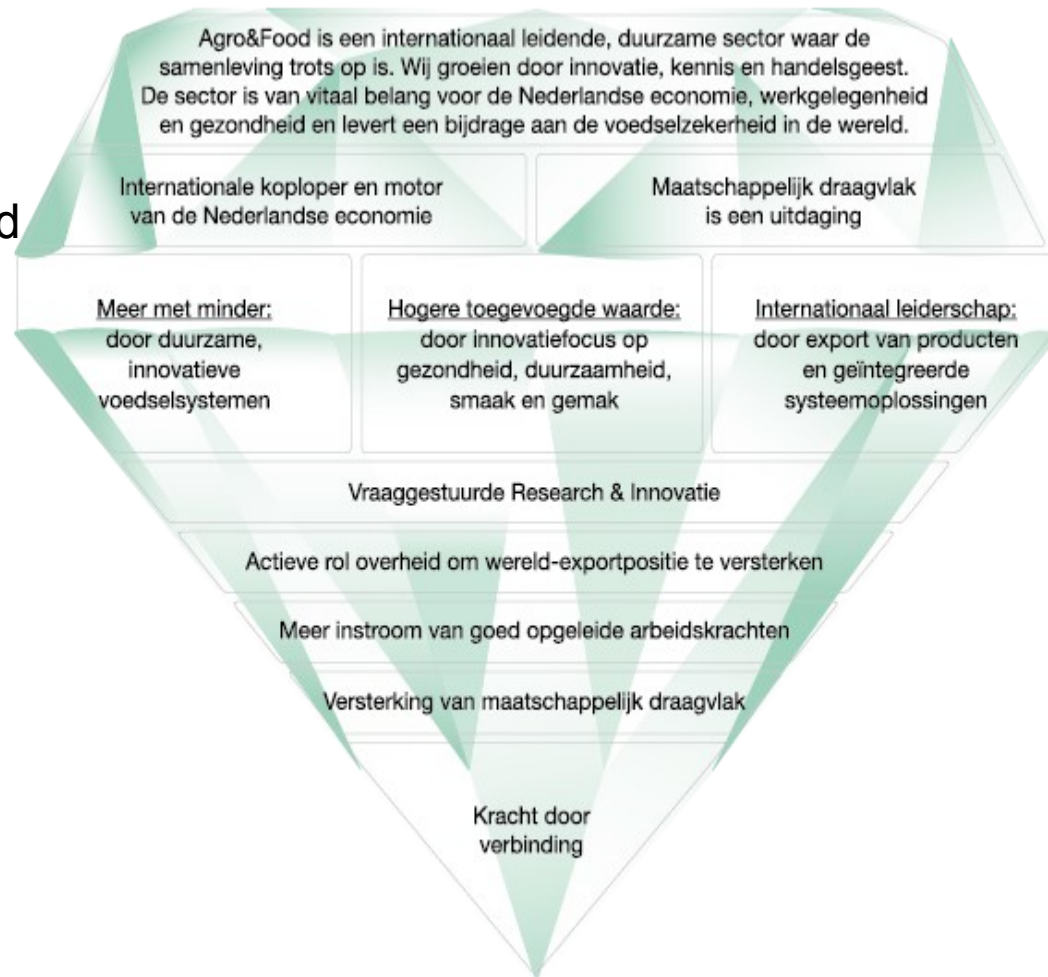 Agro&Food is een internationaal leidende, duurzame sector waar de
samenleving trots op is. Wij groeien door innovatie, kennis en handelsgeest.
De sector is van vitaal belang voor de Nederlandse economie, werkgelegenheid
en gezondheid en levert een bijdrage aan de voedselzekerheid in de wereld.
Internationale koploper en motor
van de Nederlandse economie
Maatschappelijk draagvlak
is een uitdaging
d
Meer met minder:
door duurzame,
innovatieve
voedselsystemen
Hogere toegevoegde waarde:
door innovatiefocus op
gezondheid, duurzaamheid,
smaak en gemak
Internationaal leiderschap:
door export van producten
en geïntegreerde
systeemoplossingen
Vraaggestuurde Research & Innovatie
Actieve rol overheid om wereld-exportpositie te versterken
Meer instroom van goed opgeleide arbeidskrachten
Versterking van maatschappelijk draagvlak
Kracht door
verbinding